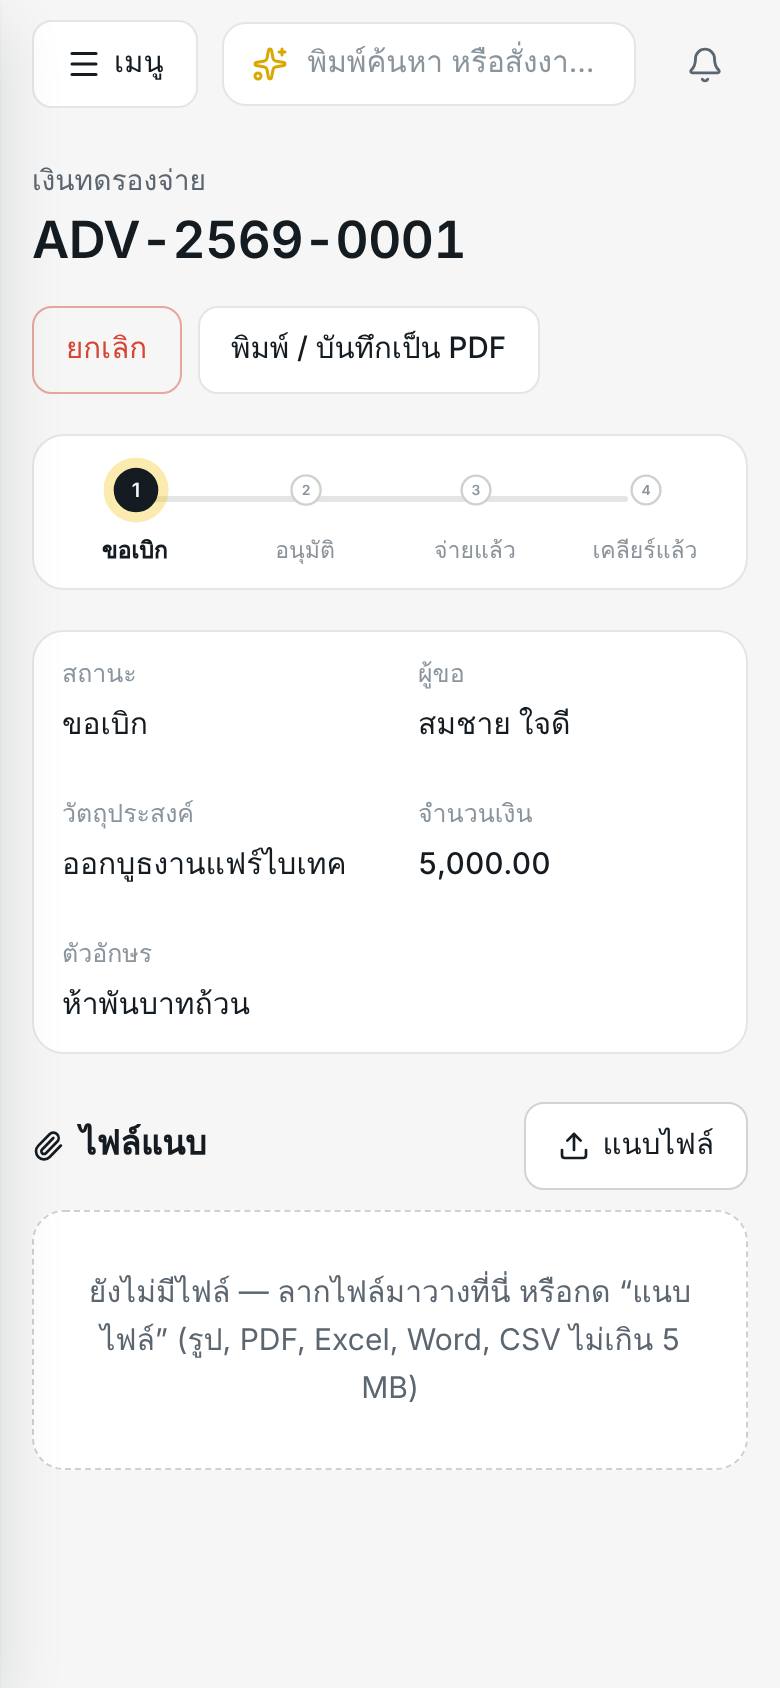 เมนู
พิมพ์ค้นหา หรือสั่งงา...
เงินทดรองจ่าย
ADV-2569-0001
ยกเลิก
พิมพ์ / บันทึกเป็น PDF
1
2
3
4
ขอเบิก
อนุมัติ
จ่ายแล้ว
เคลียร์แล้ว
สถานะ
ผู้ขอ
ขอเบิก
สมชาย ใจดี
วัตถุประสงค์
จำนวนเงิน
ออกบูธงานแฟร์ไบเทค
5,000.00
ตัวอักษร
ห้าพันบาทถ้วน
ไฟล์แนบ
แนบไฟล์
ยังไม่มีไฟล์ — ลากไฟล์มาวางที่นี่ หรือกด “แนบ
ไฟล์” (รูป, PDF, Excel, Word, CSV ไม่เกิน 5
MB)